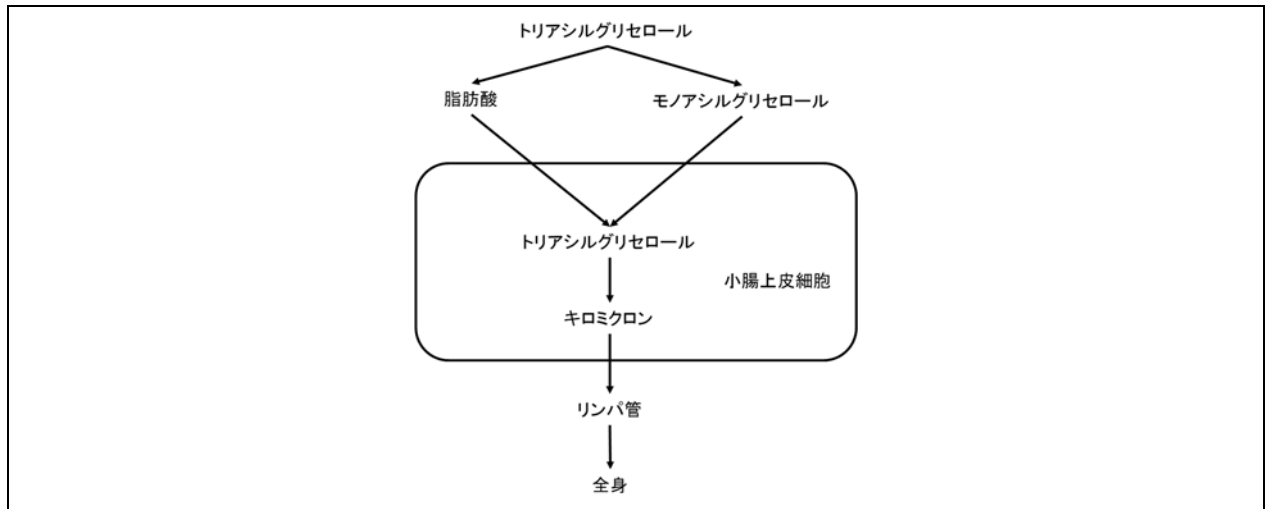 トリアシルグリセロール
脂肪酸
モノアシルグリセロール
トリアシルグリセロール
小腸上皮細胞
キロミクロン
リンパ管
全身